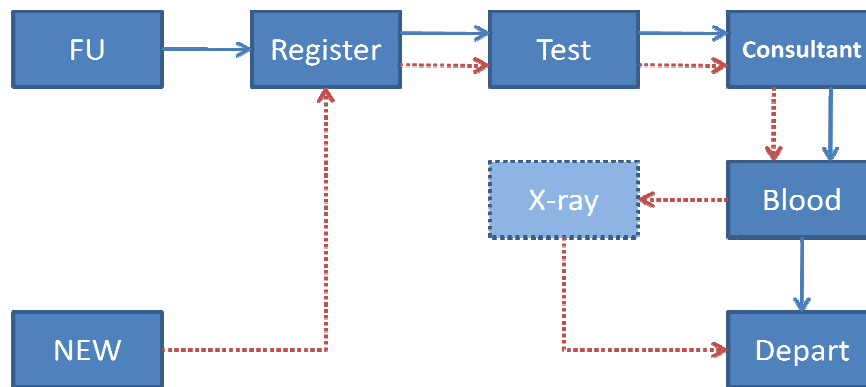 FU
Register
Test
Consultant
X-ray
Blood
NEW
Depart